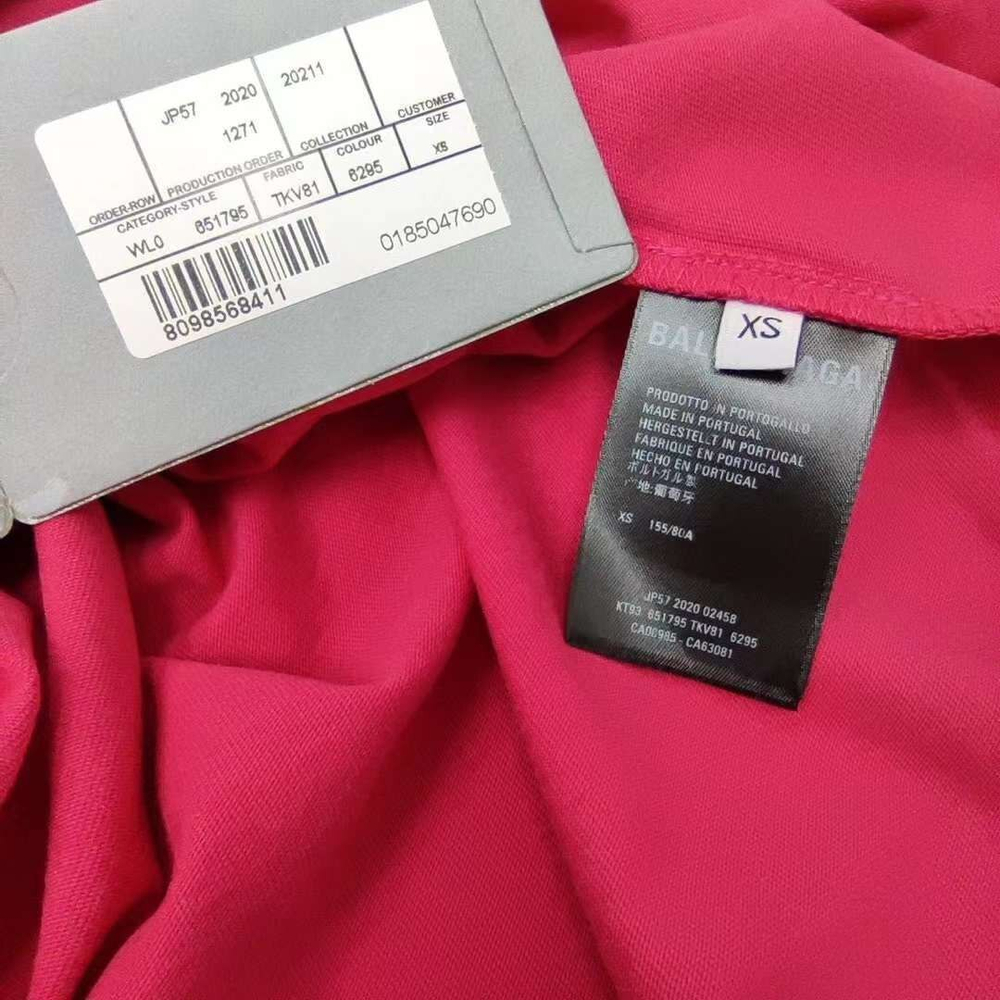 JP57 2020 20211
1271
ORDER-ROW PRODUCTION ORDER COLLECTION CUSTOMER
CATEGORY-STYLE FABRIC COLOUR SIZE
WL0 651795 TKV81 6295 XS
8098568411
0185047690
XS
PRODOTTO IN PORTOGALLO
MADE IN PORTUGAL
HERGESTELLT IN PORTUGAL
FABRIQUE EN PORTUGAL
HECHO EN PORTUGAL
ポルトガル製
产地:葡萄牙
XS 155/80A
JP57 2020 02458
KT93 651795 TKV81 6295
CA00985 - CA63081